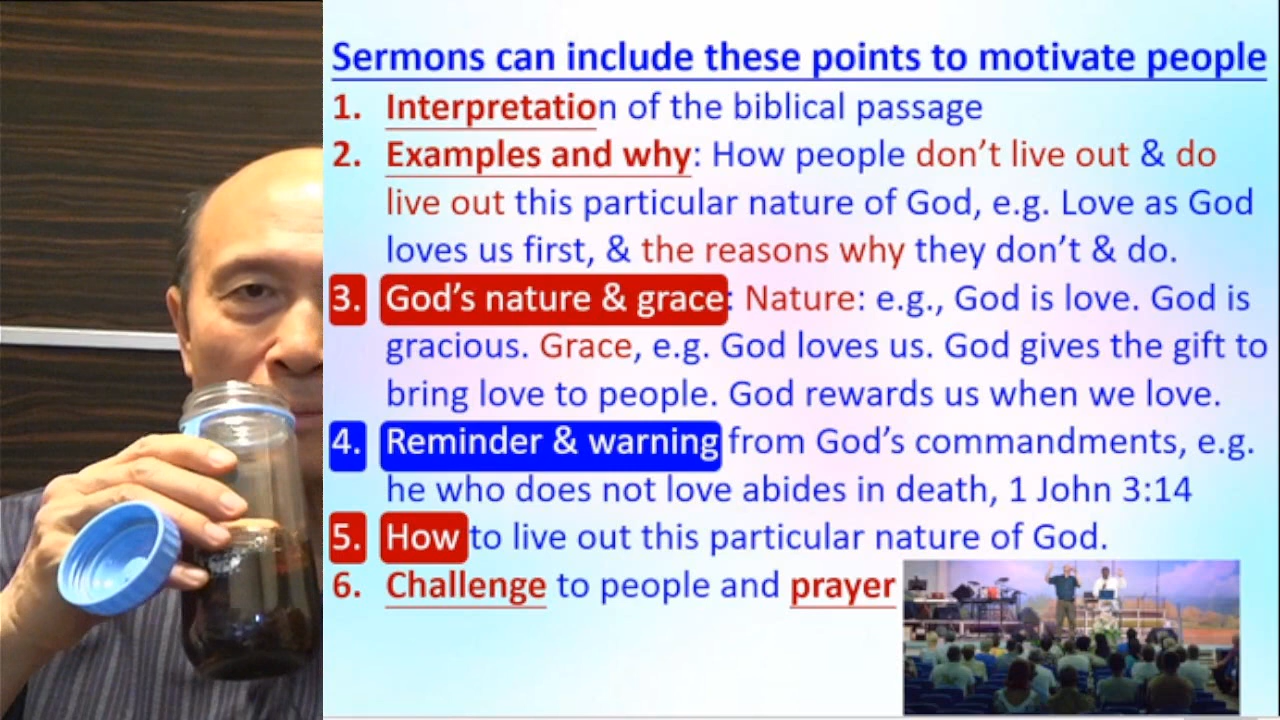 Sermons can include these points to motivate people
1. Interpretation of the biblical passage
2. Examples and why: How people don’t live out & do
live out this particular nature of God, e.g. Love as God
loves us first, & the reasons why they don’t & do.
3. God’s nature & grace: Nature: e.g., God is love. God is
gracious. Grace, e.g. God loves us. God gives the gift to
bring love to people. God rewards us when we love.
4. Reminder & warning from God’s commandments, e.g.
he who does not love abides in death, 1 John 3:14
5. How to live out this particular nature of God.
6. Challenge to people and prayer